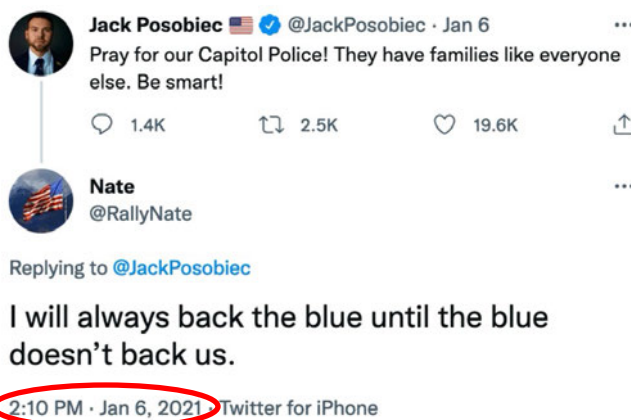 Jack Posobiec 🇺🇸 @JackPosobiec · Jan 6
Pray for our Capitol Police! They have families like everyone
else. Be smart!
1.4K 2.5K 19.6K
Nate
@RallyNate
Replying to @JackPosobiec
I will always back the blue until the blue
doesn’t back us.
2:10 PM · Jan 6, 2021 · Twitter for iPhone